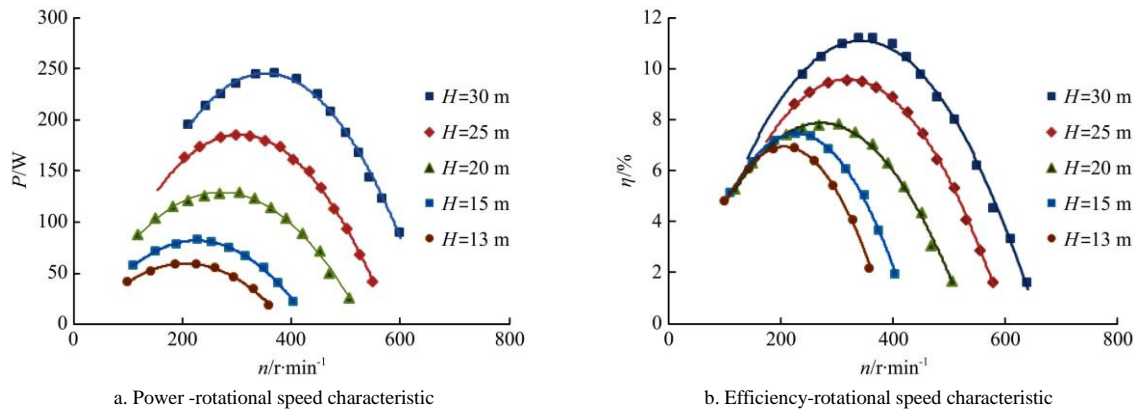 300
250
200
150
100
50
0
P/W
0
200
400
600
800
n/r·min⁻¹
H=30 m
H=25 m
H=20 m
H=15 m
H=13 m
a. Power -rotational speed characteristic
12
10
8
6
4
2
0
η/%
0
200
400
600
800
n/r·min⁻¹
H=30 m
H=25 m
H=20 m
H=15 m
H=13 m
b. Efficiency-rotational speed characteristic